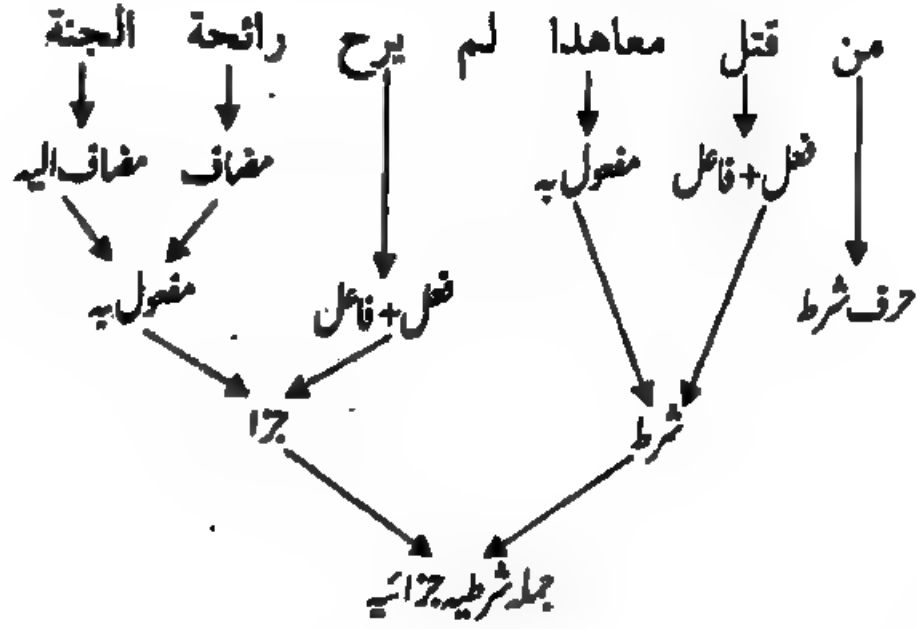 من قتل معاهدا لم يرح رائحة الجنة
فعل+فاعل مفعول بہ مضاف مضاف الیہ
حرف شرط فعل+فاعل مفعول بہ
شرط جزا
جملہ شرطیہ جزائیہ